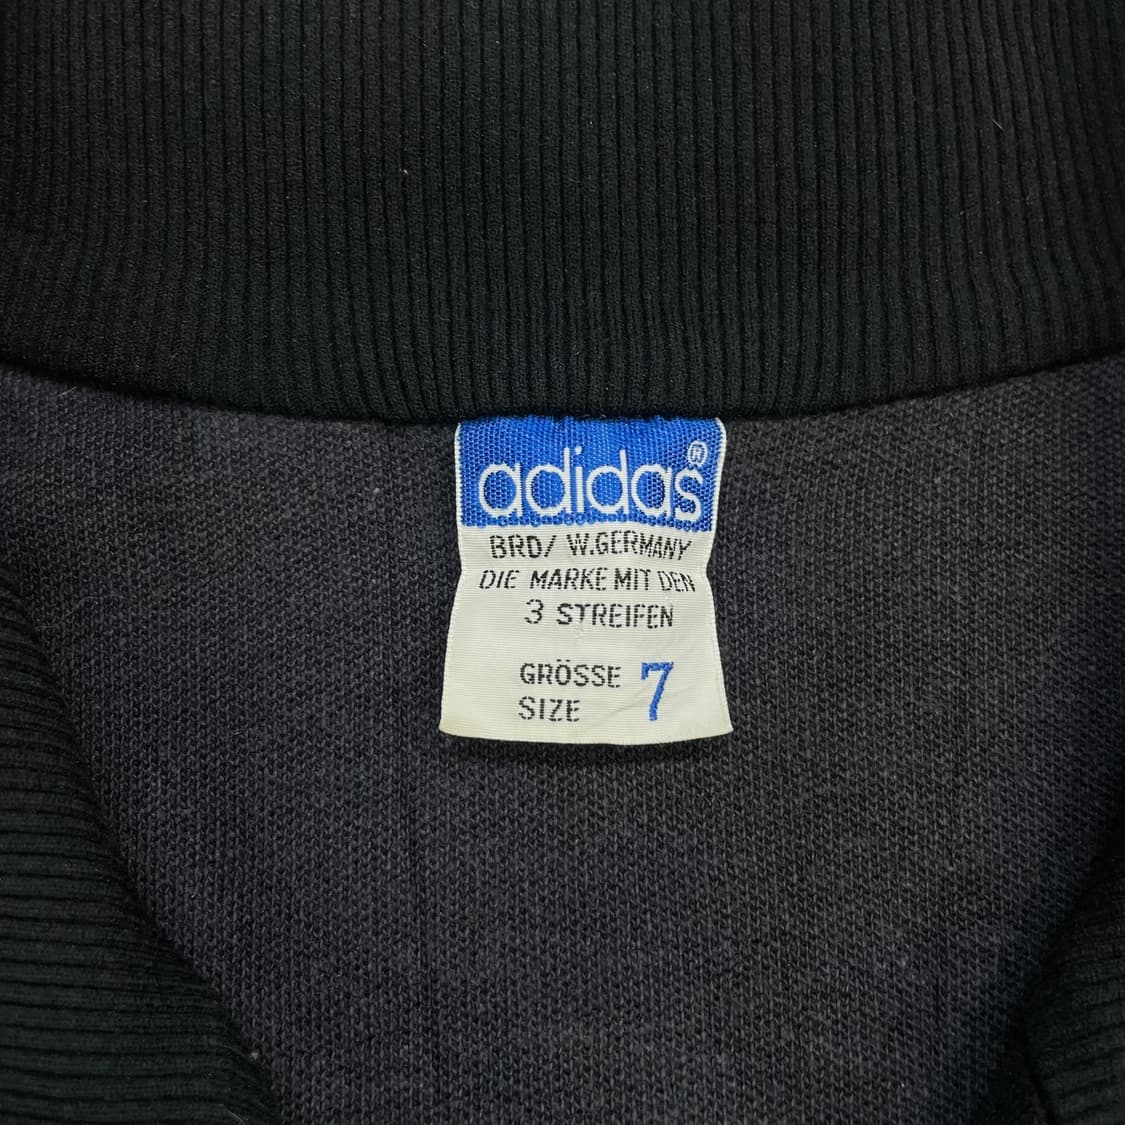 adidas®
BRD/ W.GERMANY
DIE MARKE MIT DEN
3 STREIFEN
GRÖSSE 7
SIZE